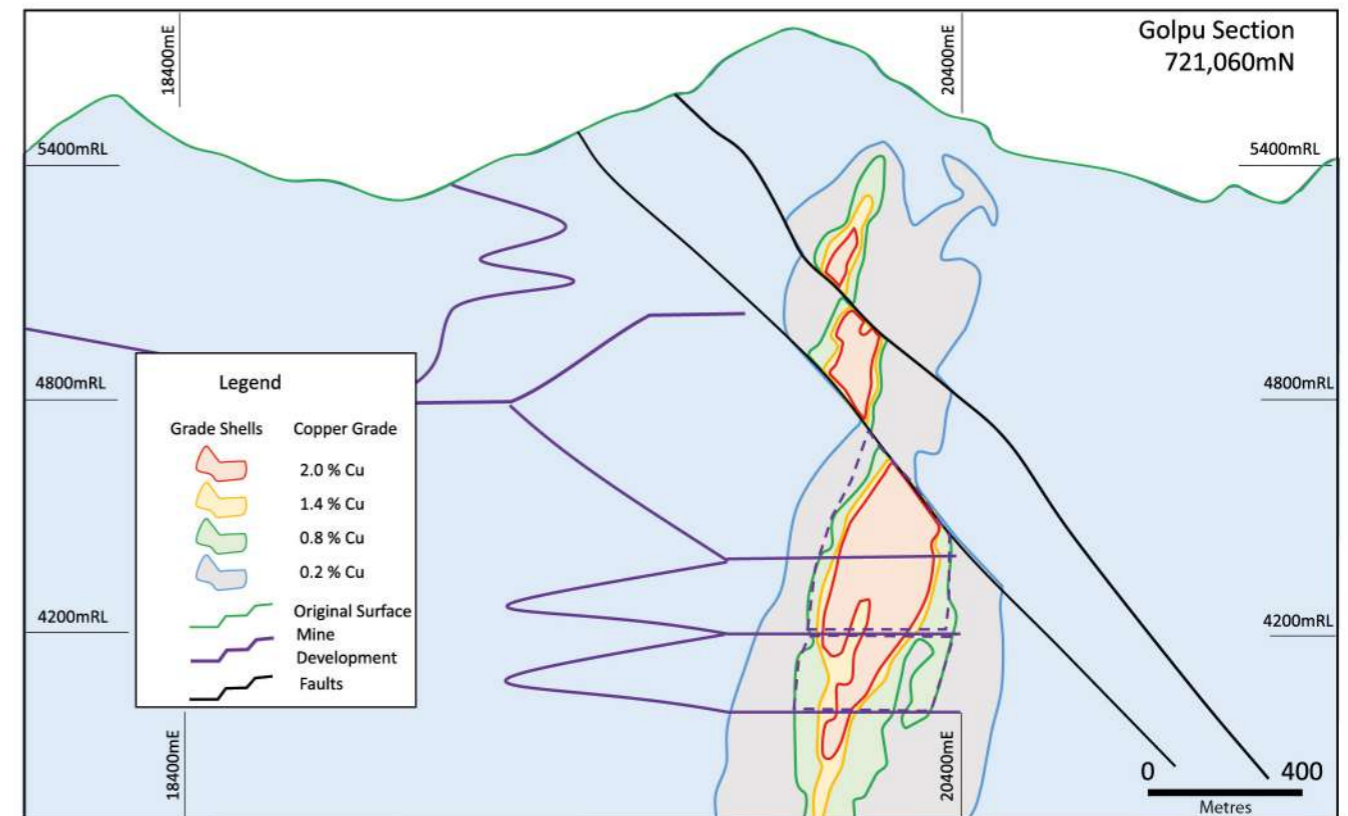 Golpu Section
721,060mN
18400mE
20400mE
5400mRL
5400mRL
4800mRL
4800mRL
Legend
Grade Shells
Copper Grade
2.0 % Cu
1.4 % Cu
0.8 % Cu
0.2 % Cu
Original Surface
Mine
Development
Faults
4200mRL
4200mRL
18400mE
20400mE
0
400
Metres